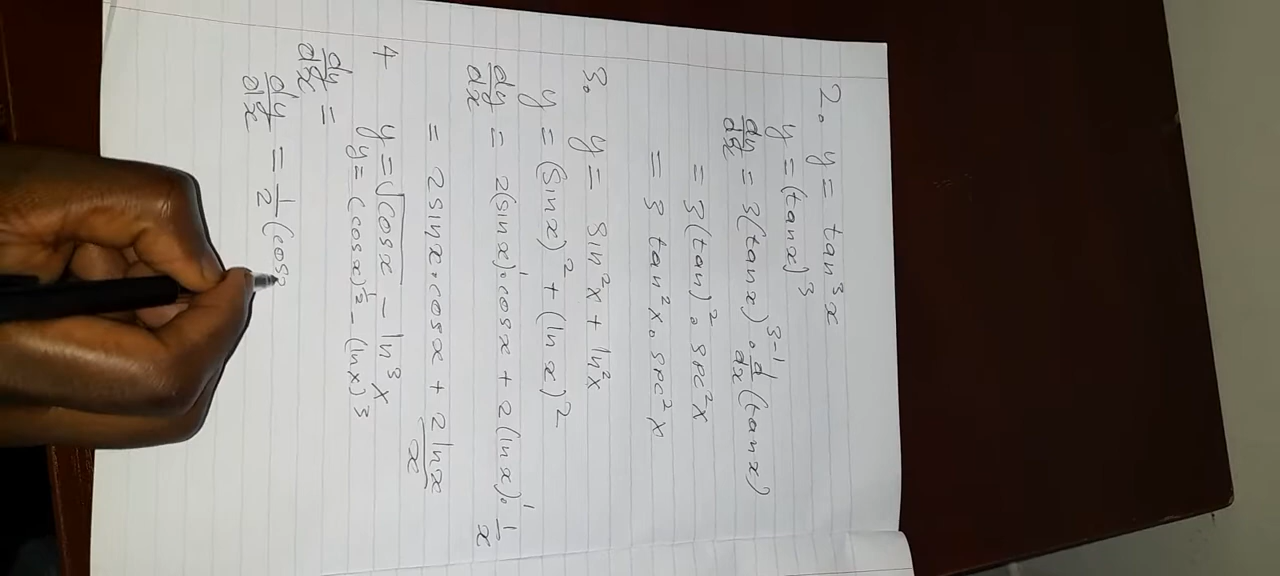 2. y = tan³x
y = (tanx)³
dy/dx = 3(tanx)³⁻¹ · d/dx (tanx)
= 3(tan)² · sec²x
= 3 tan²x · sec²x
3. y = sin²x + ln²x
y = (sinx)² + (lnx)²
dy/dx = 2(sinx)¹ · cosx + 2(lnx)¹ · 1/x
= 2sinx · cosx + 2lnx/x
4 y = √cosx - ln³x
y = (cosx)^½ - (lnx)³
dy/dx =
dy/dx = 1/2 (cos